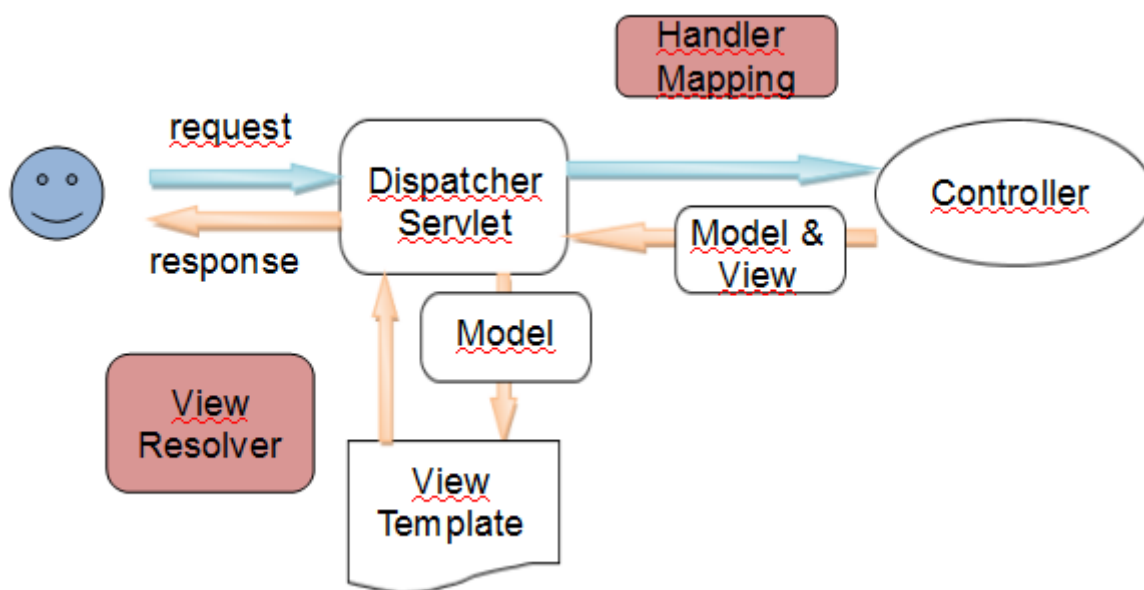 Handler
Mapping
request
Dispatcher
Servlet
Controller
response
Model &
View
Model
View
Resolver
View
Template